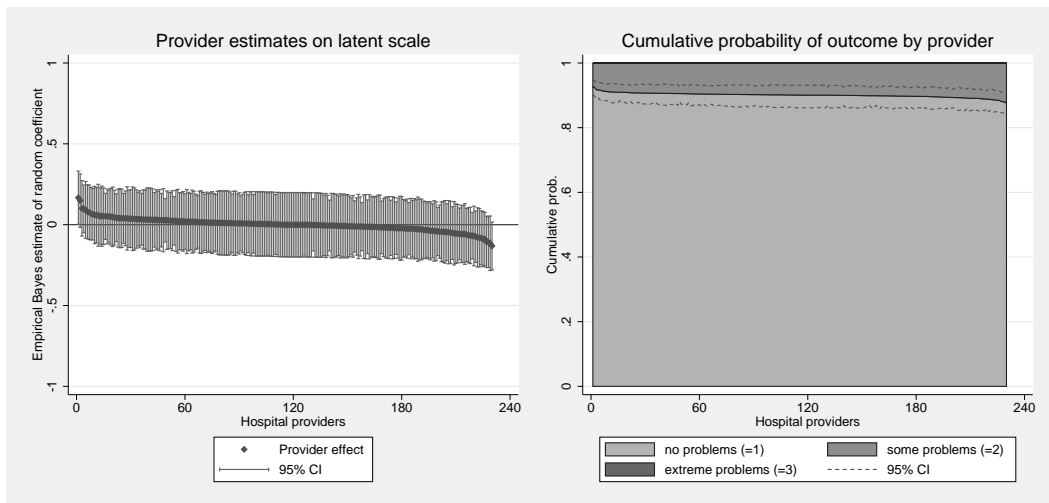 Provider estimates on latent scale
Empirical Bayes estimate of random coefficient
1
.5
0
-.5
-1
0 60 120 180 240
Hospital providers
Provider effect
95% CI
Cumulative probability of outcome by provider
Cumulative prob.
1
.8
.6
.4
.2
0
0 60 120 180 240
Hospital providers
no problems (=1) some problems (=2)
extreme problems (=3) 95% CI